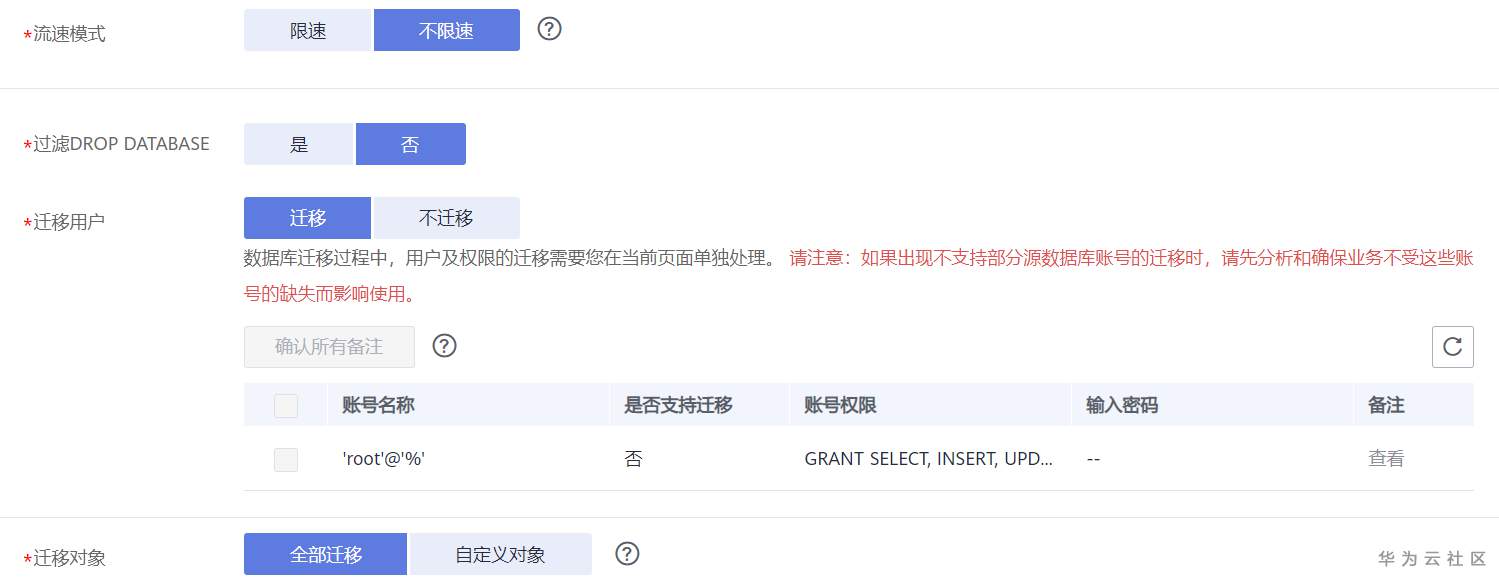 *流速模式 限速 不限速 ?
*过滤DROP DATABASE 是 否
*迁移用户 迁移 不迁移
数据库迁移过程中，用户及权限的迁移需要您在当前页面单独处理。 请注意：如果出现不支持部分源数据库账号的迁移时，请先分析和确保业务不受这些账
号的缺失而影响使用。
确认所有备注 ?
账号名称 是否支持迁移 账号权限 输入密码 备注
'root'@'%' 否 GRANT SELECT, INSERT, UPD... -- 查看
*迁移对象 全部迁移 自定义对象 ?
华为云社区